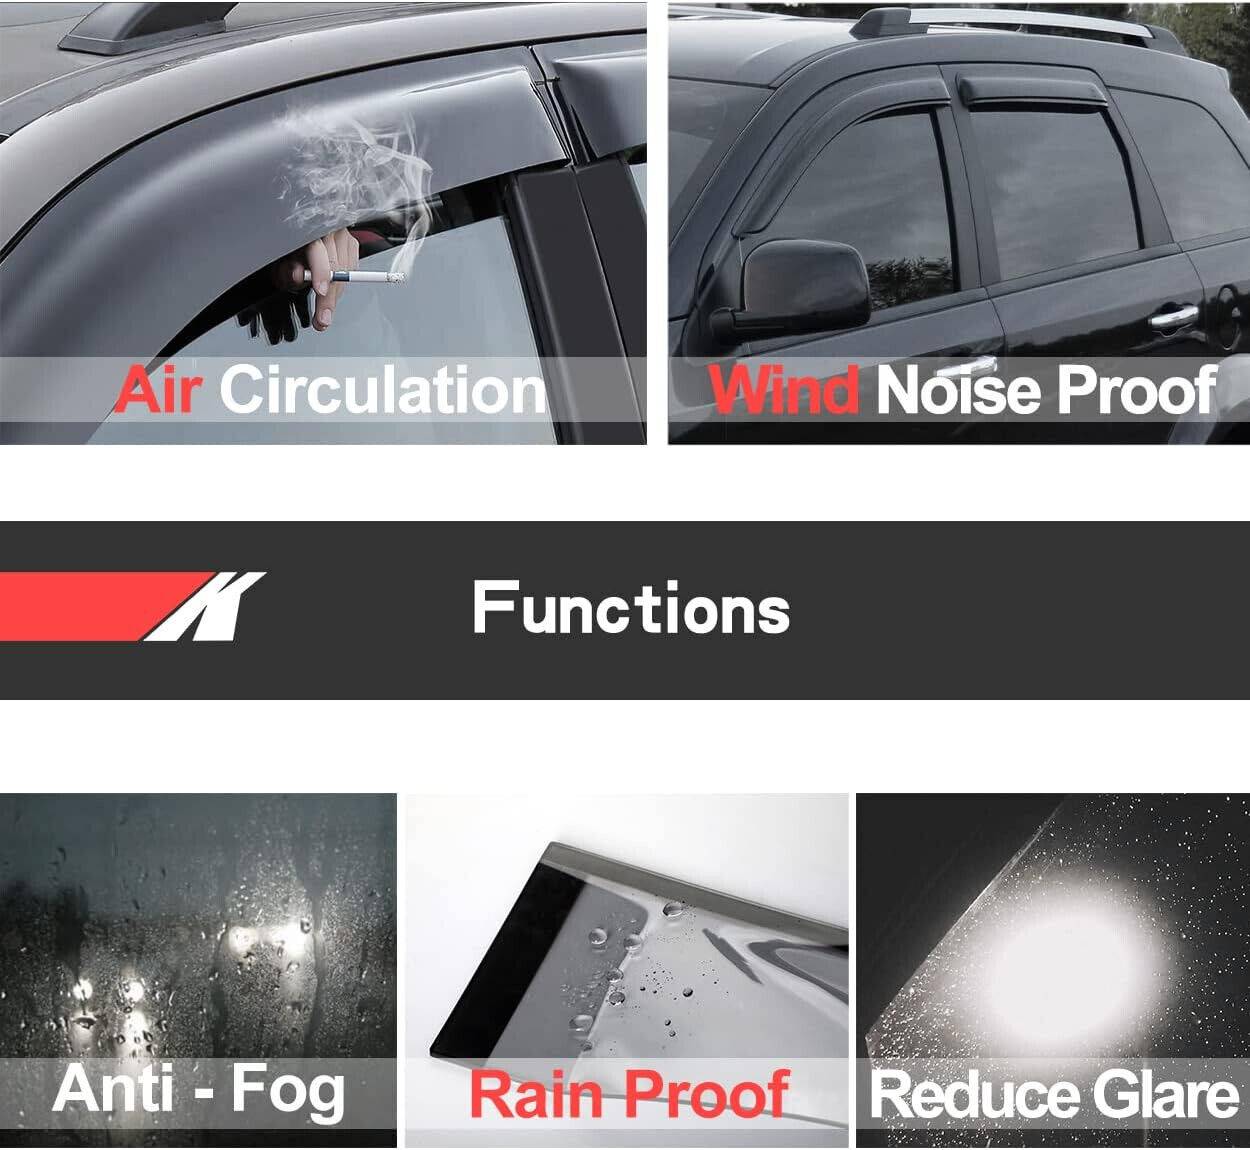 Air Circulation
Wind Noise Proof
Functions
Anti - Fog
Rain Proof
Reduce Glare